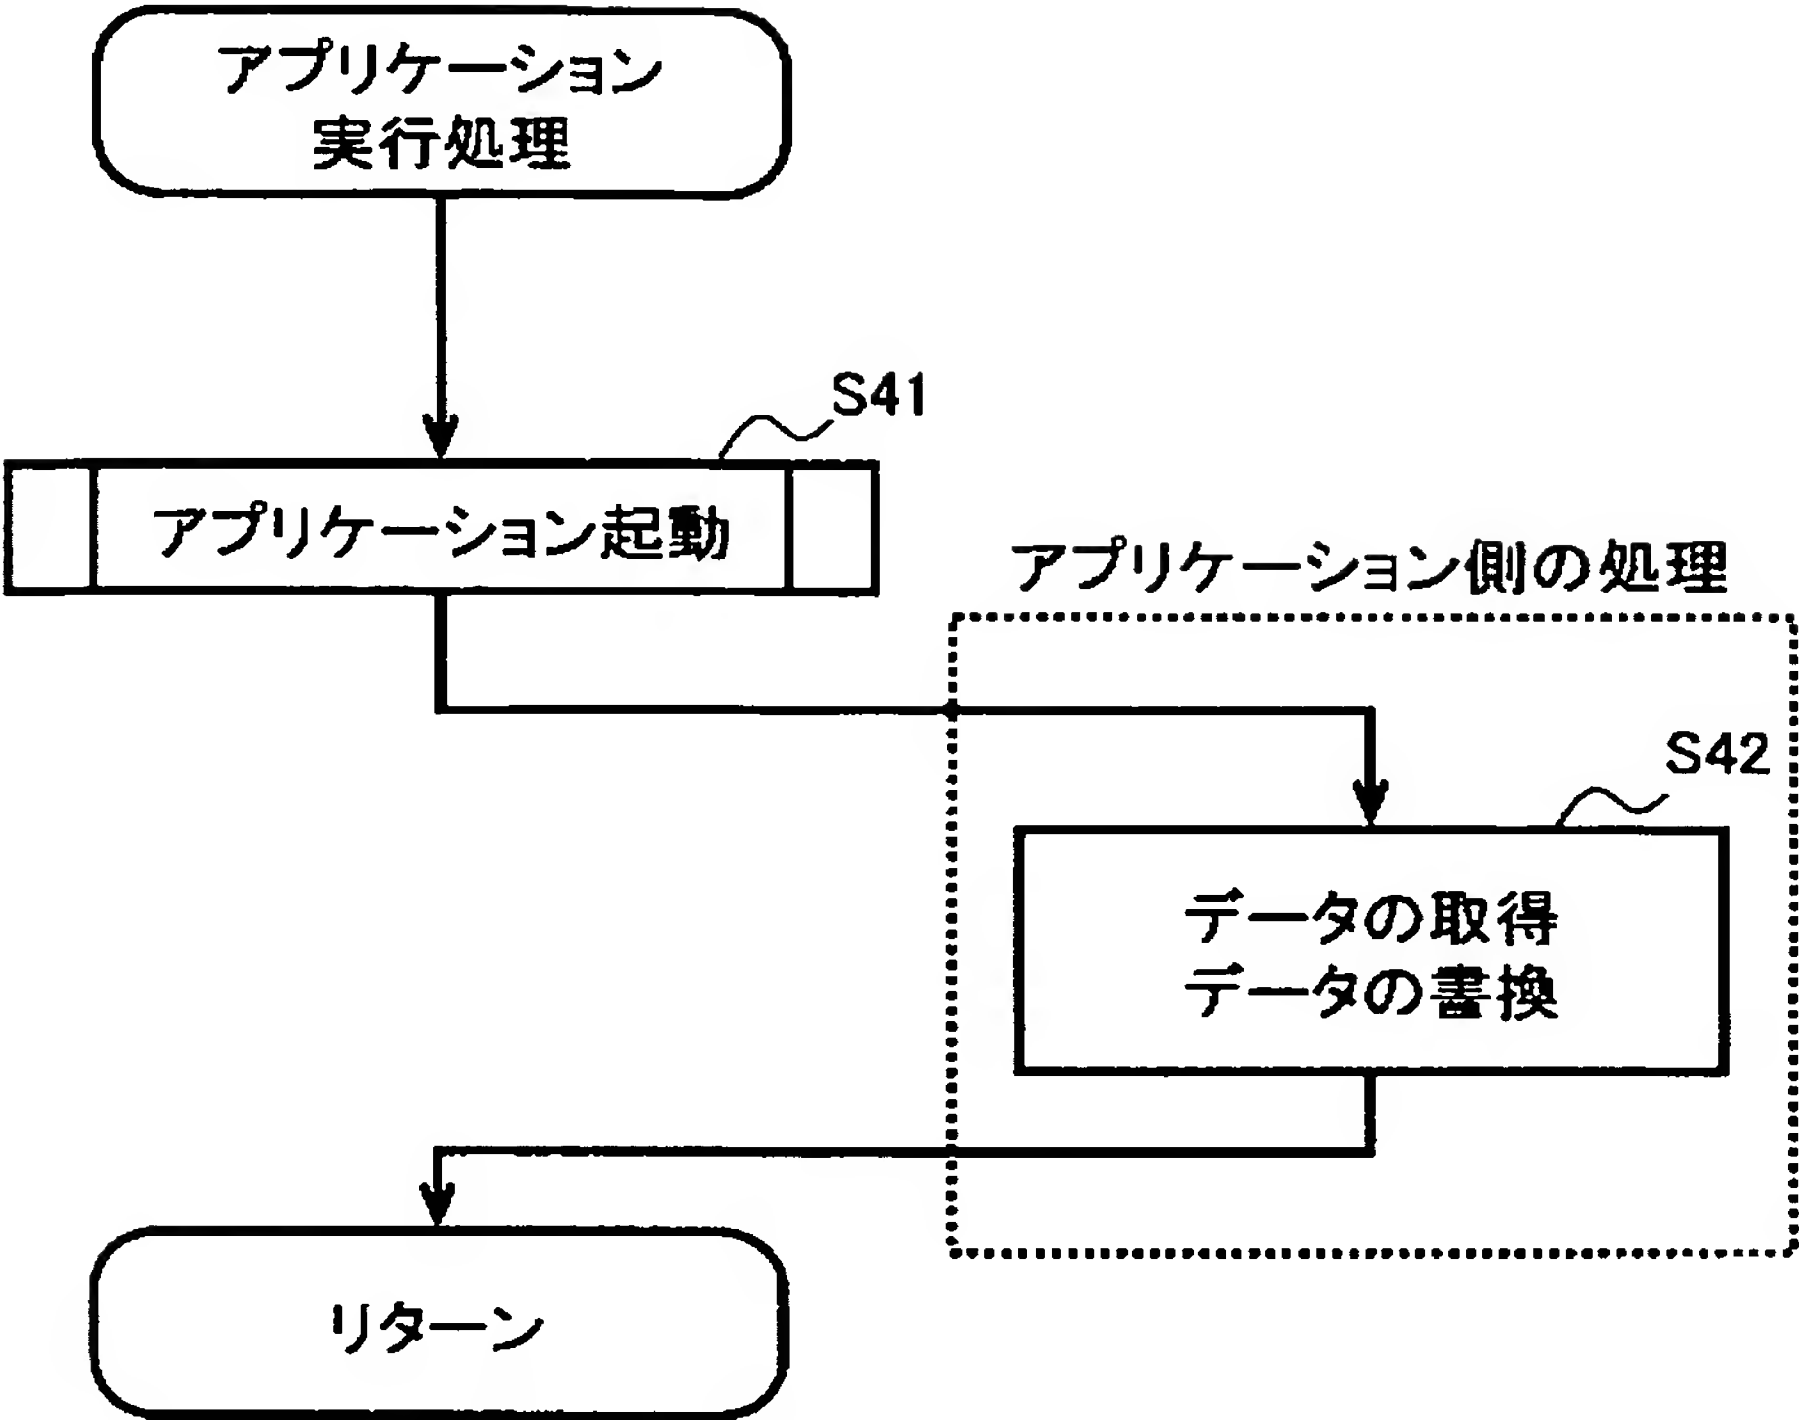 アプリケーション
実行処理
S41
アプリケーション起動
アプリケーション側の処理
S42
データの取得
データの書換
リターン